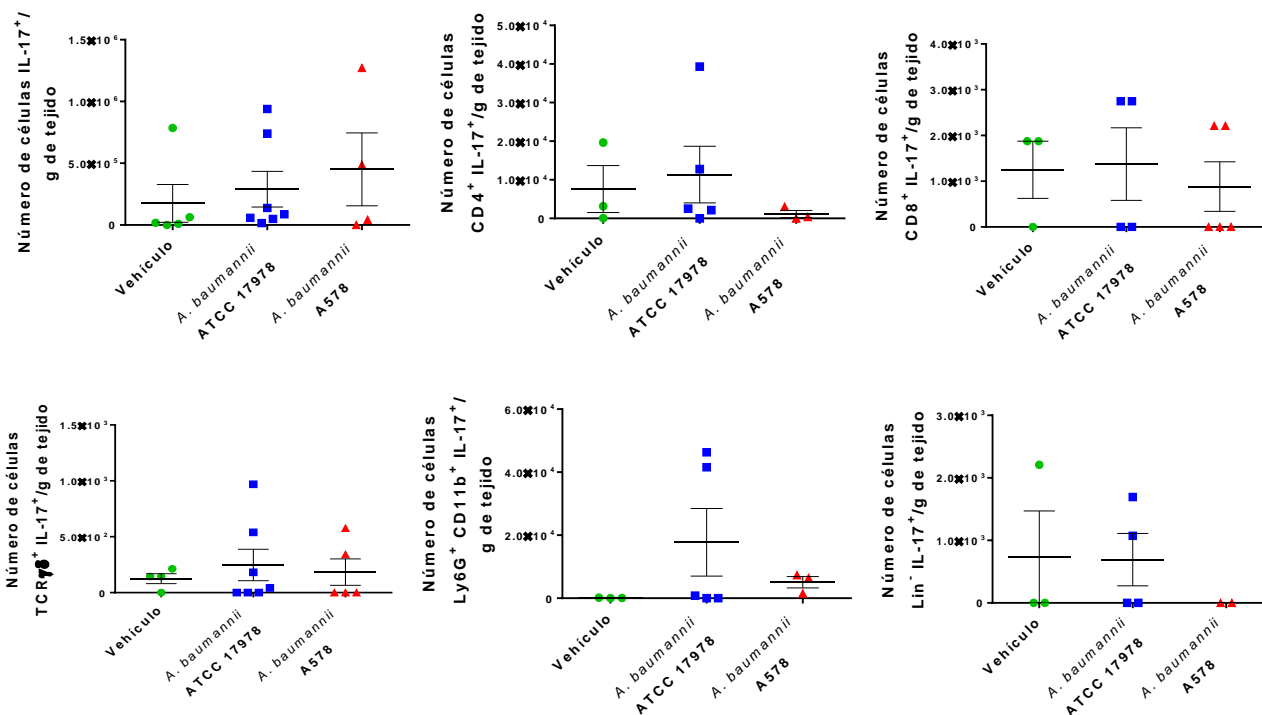 Número de células IL-17⁺/
g de tejido
1.5✖10⁶
1.0✖10⁶
5.0✖10⁵
0
Vehículo
A. baumannii
ATCC 17978
A. baumannii
A578
Número de células
CD4⁺ IL-17⁺/g de tejido
5.0✖10⁴
4.0✖10⁴
3.0✖10⁴
2.0✖10⁴
1.0✖10⁴
0
Vehículo
A. baumannii
ATCC 17978
A. baumannii
A578
Número de células
CD8⁺ IL-17⁺/g de tejido
4.0✖10³
3.0✖10³
2.0✖10³
1.0✖10³
0
Vehículo
A. baumannii
ATCC 17978
A. baumannii
A578
Número de células
TCRγδ⁺ IL-17⁺/g de tejido
1.5✖10³
1.0✖10³
5.0✖10²
0
Vehículo
A. baumannii
ATCC 17978
A. baumannii
A578
Número de células
Ly6G⁺ CD11b⁺ IL-17⁺/
g de tejido
6.0✖10⁴
4.0✖10⁴
2.0✖10⁴
0
Vehículo
A. baumannii
ATCC 17978
A. baumannii
A578
Número de células
Lin⁻ IL-17⁺/g de tejido
3.0✖10³
2.0✖10³
1.0✖10³
0
Vehículo
A. baumannii
ATCC 17978
A. baumannii
A578